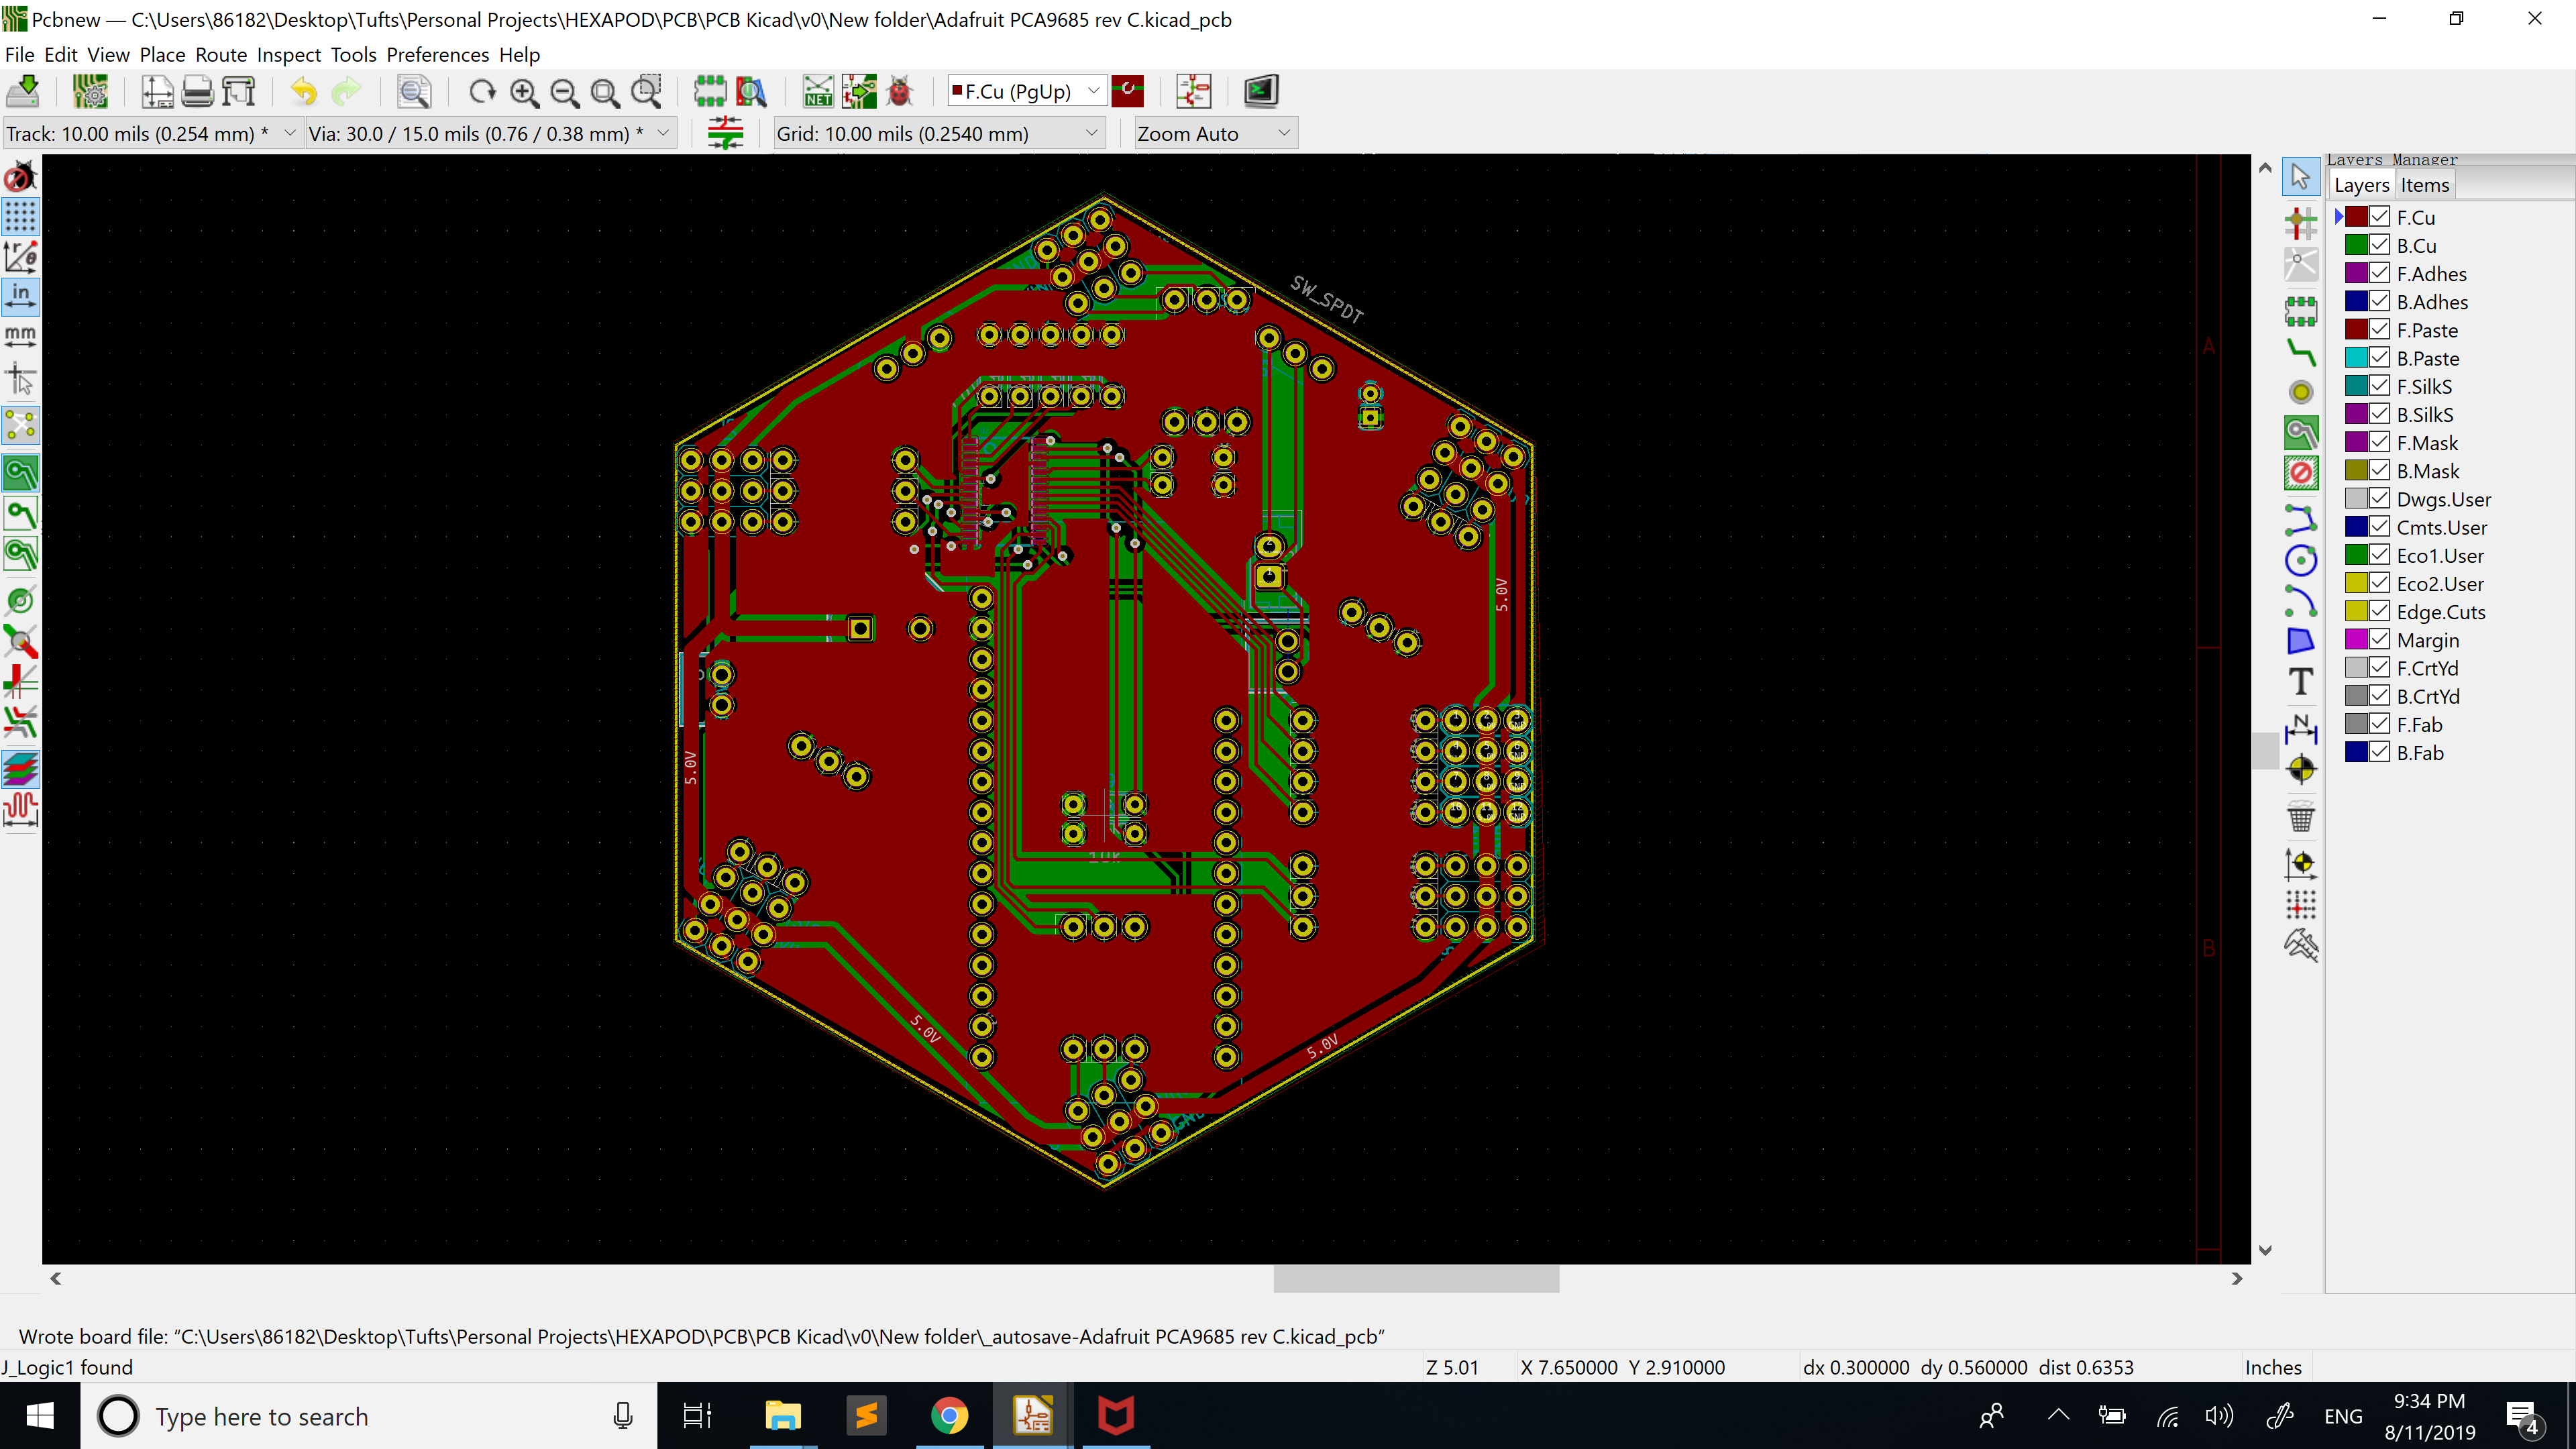 Pcbnew — C:\Users\86182\Desktop\Tufts\Personal Projects\HEXAPOD\PCB\PCB Kicad\v0\New folder\Adafruit PCA9685 rev C.kicad_pcb
File Edit View Place Route Inspect Tools Preferences Help
NET
F.Cu (PgUp)
Track: 10.00 mils (0.254 mm) *
Via: 30.0 / 15.0 mils (0.76 / 0.38 mm) *
Grid: 10.00 mils (0.2540 mm)
Zoom Auto
in
mm
Layers Manager
Layers Items
F.Cu
B.Cu
F.Adhes
B.Adhes
F.Paste
B.Paste
F.SilkS
B.SilkS
F.Mask
B.Mask
Dwgs.User
Cmts.User
Eco1.User
Eco2.User
Edge.Cuts
Margin
F.CrtYd
B.CrtYd
F.Fab
B.Fab
SW_SPDT
A
B
5.0V
5.0V
5.0V
5.0V
2
1
10K
Wrote board file: “C:\Users\86182\Desktop\Tufts\Personal Projects\HEXAPOD\PCB\PCB Kicad\v0\New folder\_autosave-Adafruit PCA9685 rev C.kicad_pcb”
J_Logic1 found
Z 5.01
X 7.650000 Y 2.910000
dx 0.300000 dy 0.560000 dist 0.6353
Inches
Type here to search
ENG
9:34 PM
8/11/2019
4